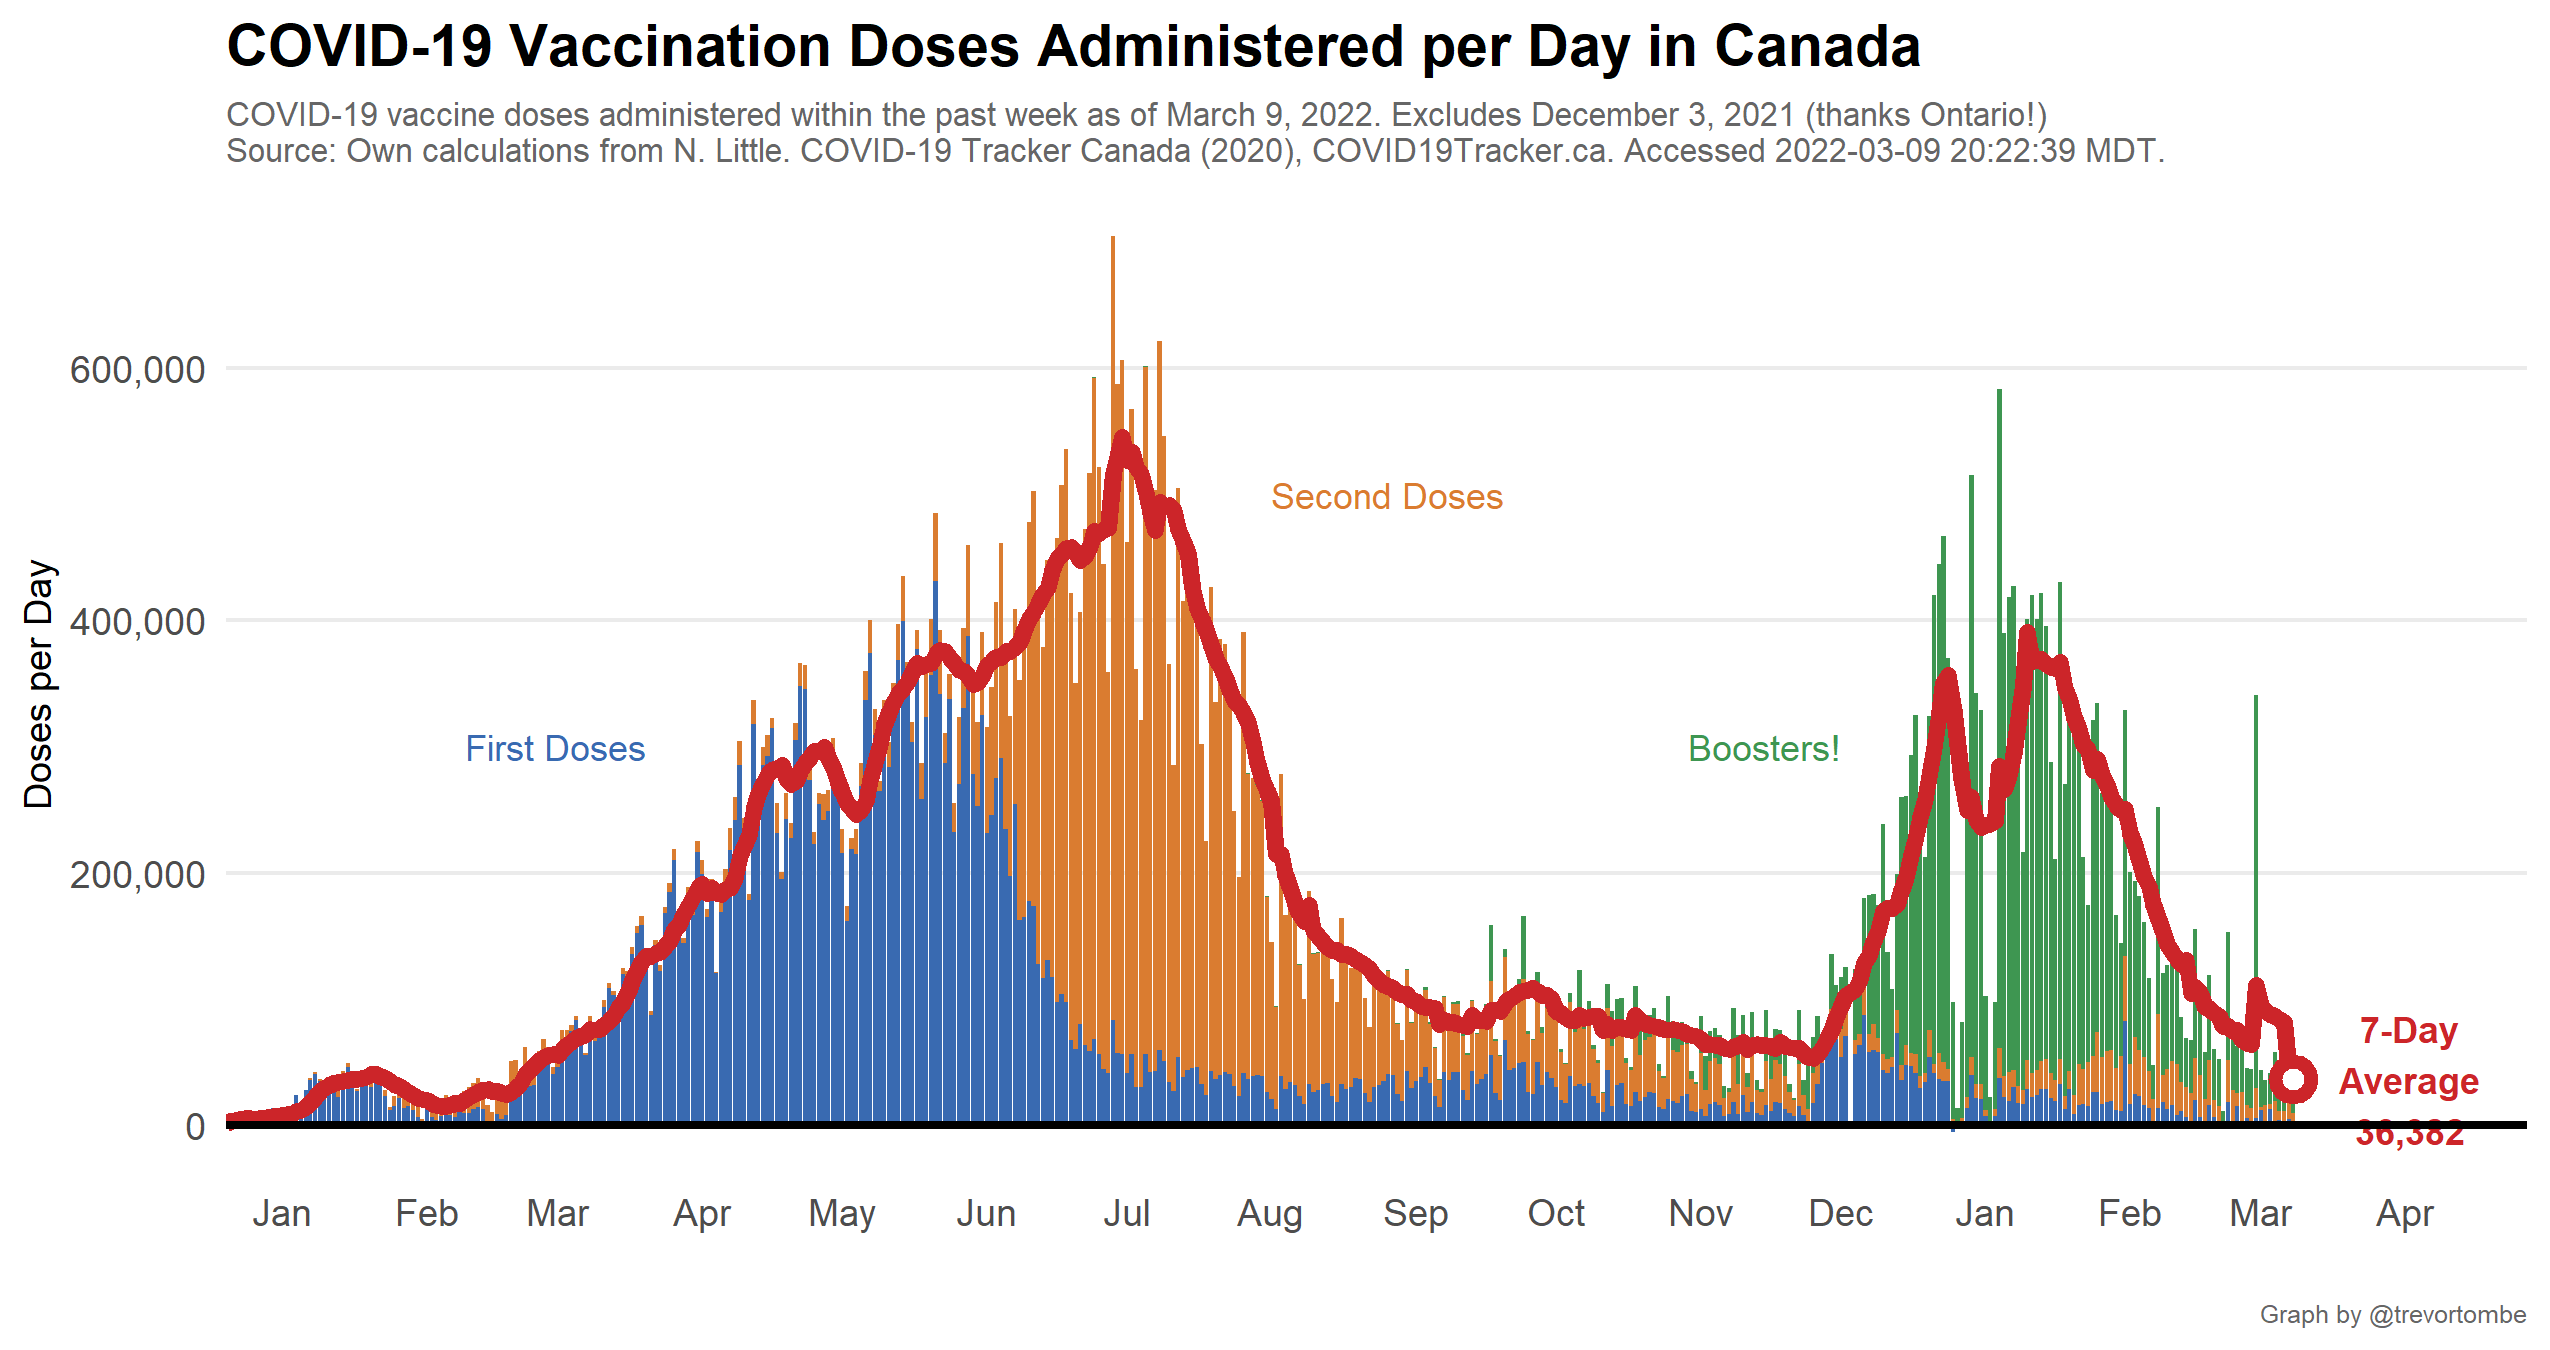 COVID-19 Vaccination Doses Administered per Day in Canada
COVID-19 vaccine doses administered within the past week as of March 9, 2022. Excludes December 3, 2021 (thanks Ontario!)
Source: Own calculations from N. Little. COVID-19 Tracker Canada (2020), COVID19Tracker.ca. Accessed 2022-03-09 20:22:39 MDT.
Doses per Day
600,000
400,000
200,000
0
First Doses
Second Doses
Boosters!
7-Day
Average
36,382
Jan Feb Mar Apr May Jun Jul Aug Sep Oct Nov Dec Jan Feb Mar Apr
Graph by @trevortombe